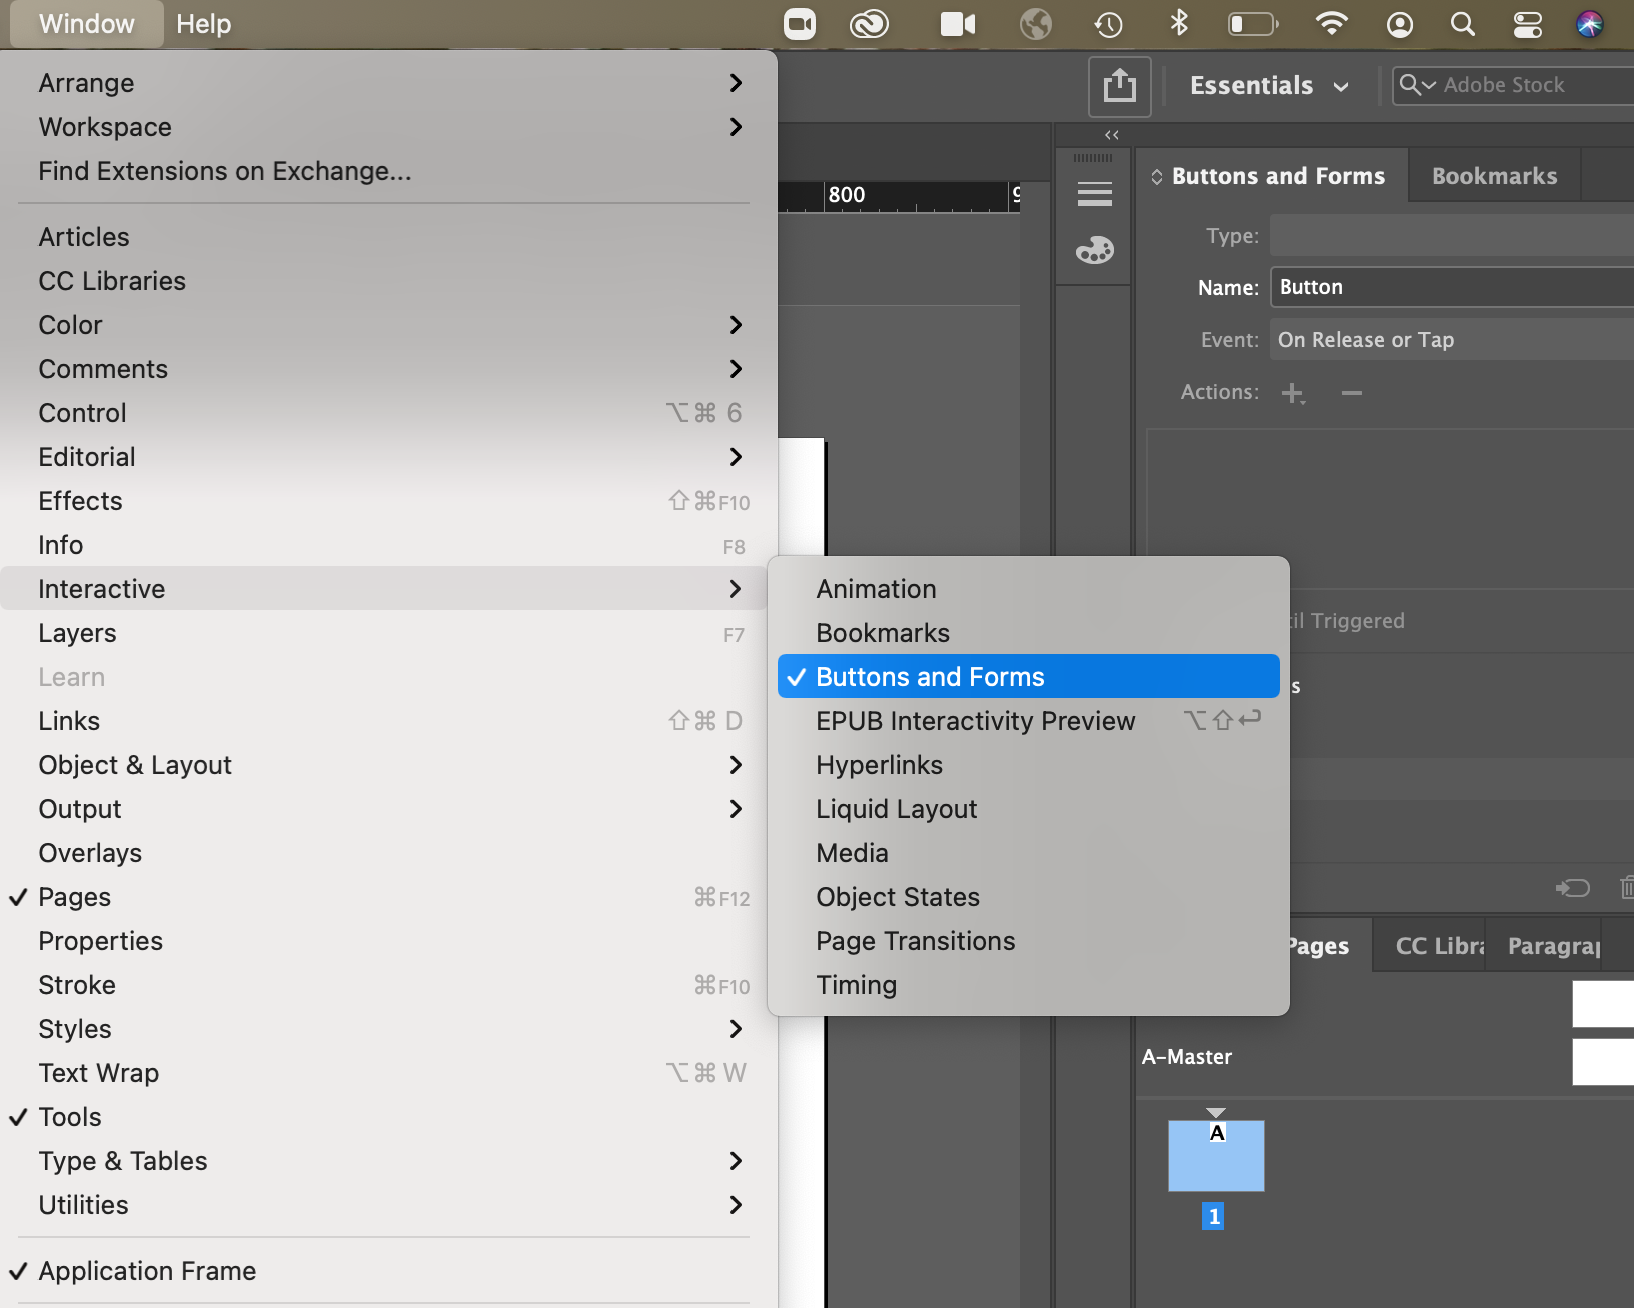 Window Help
Essentials
Adobe Stock
Arrange
Workspace
Find Extensions on Exchange...
Articles
CC Libraries
Color
Comments
Control ⌥⌘ 6
Editorial
Effects ⇧⌘F10
Info F8
Interactive
Layers F7
Learn
Links ⇧⌘ D
Object & Layout
Output
Overlays
✓ Pages ⌘F12
Properties
Stroke ⌘F10
Styles
Text Wrap ⌥⌘ W
✓ Tools
Type & Tables
Utilities
✓ Application Frame
Animation
Bookmarks
✓ Buttons and Forms
EPUB Interactivity Preview ⌥⇧↩
Hyperlinks
Liquid Layout
Media
Object States
Page Transitions
Timing
800 9
Buttons and Forms Bookmarks
Type:
Name: Button
Event: On Release or Tap
Actions: + −
til Triggered
s
Pages CC Libra Paragrap
A-Master
A
1